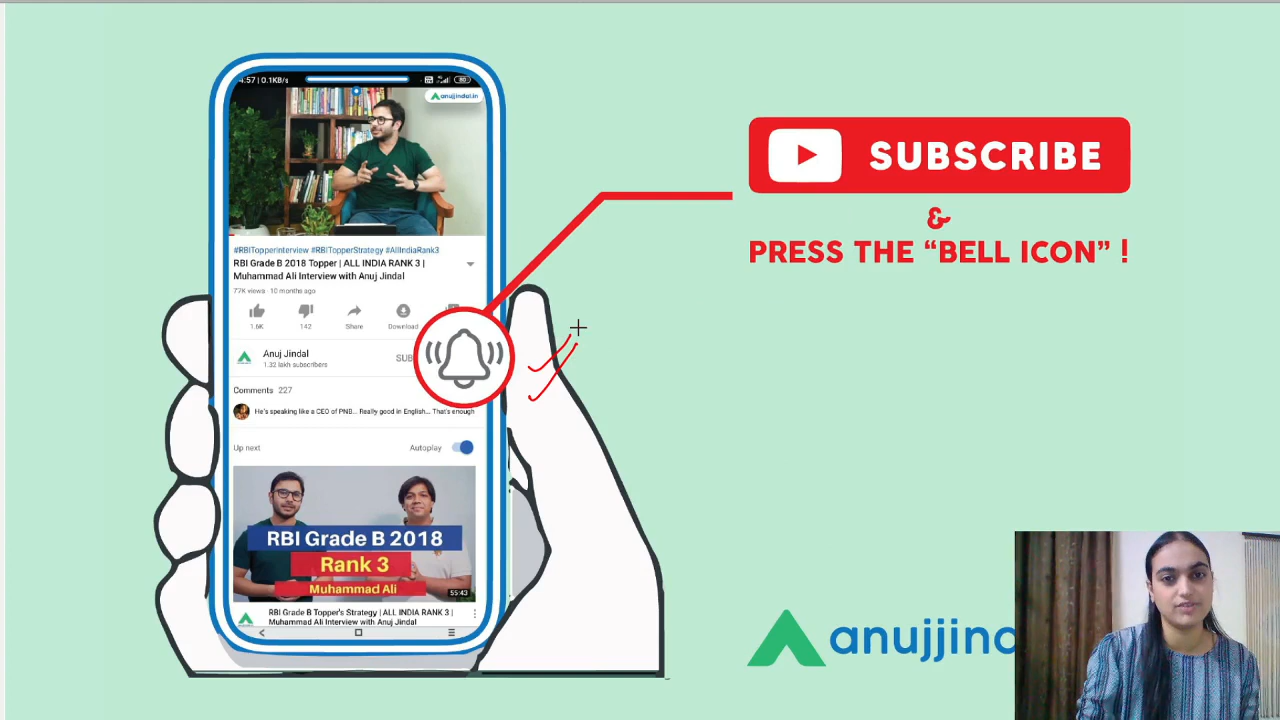 4:57 | 0.1KB/s
80
anujjindal.in
#RBITopperInterview #RBITopperStrategy #AllIndiaRank3
RBI Grade B 2018 Topper | ALL INDIA RANK 3 |
Muhammad Ali Interview with Anuj Jindal
77K views · 10 months ago
1.6K 142 Share Download
Anuj Jindal SUB
1.32 lakh subscribers
Comments 227
He's speaking like a CEO of PNB... Really good in English... That's enough
Up next Autoplay
RBI Grade B 2018
Rank 3
Muhammad Ali
55:43
RBI Grade B Topper's Strategy | ALL INDIA RANK 3 |
Muhammad Ali Interview with Anuj Jindal
SUBSCRIBE
&
PRESS THE “BELL ICON” !
anujjinda